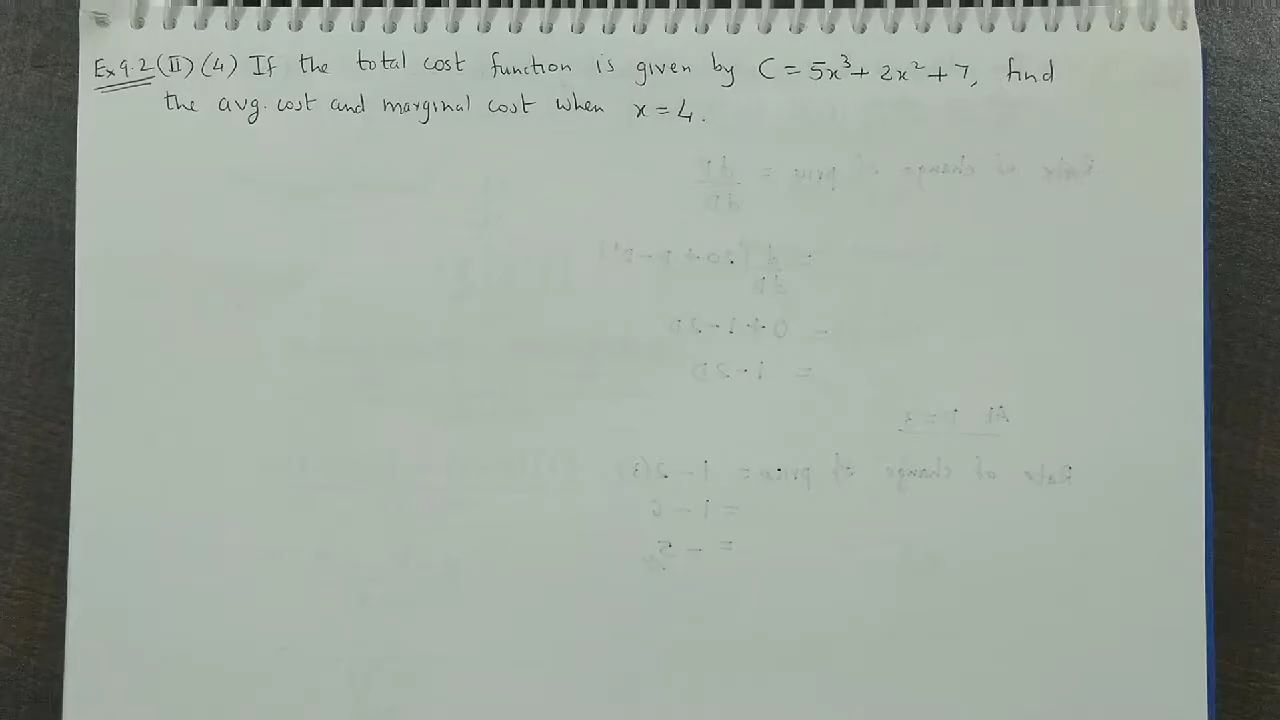 Ex 9.2 (II) (4) If the total cost function is given by C = 5x³ + 2x² + 7, find
the avg. cost and marginal cost when x = 4.